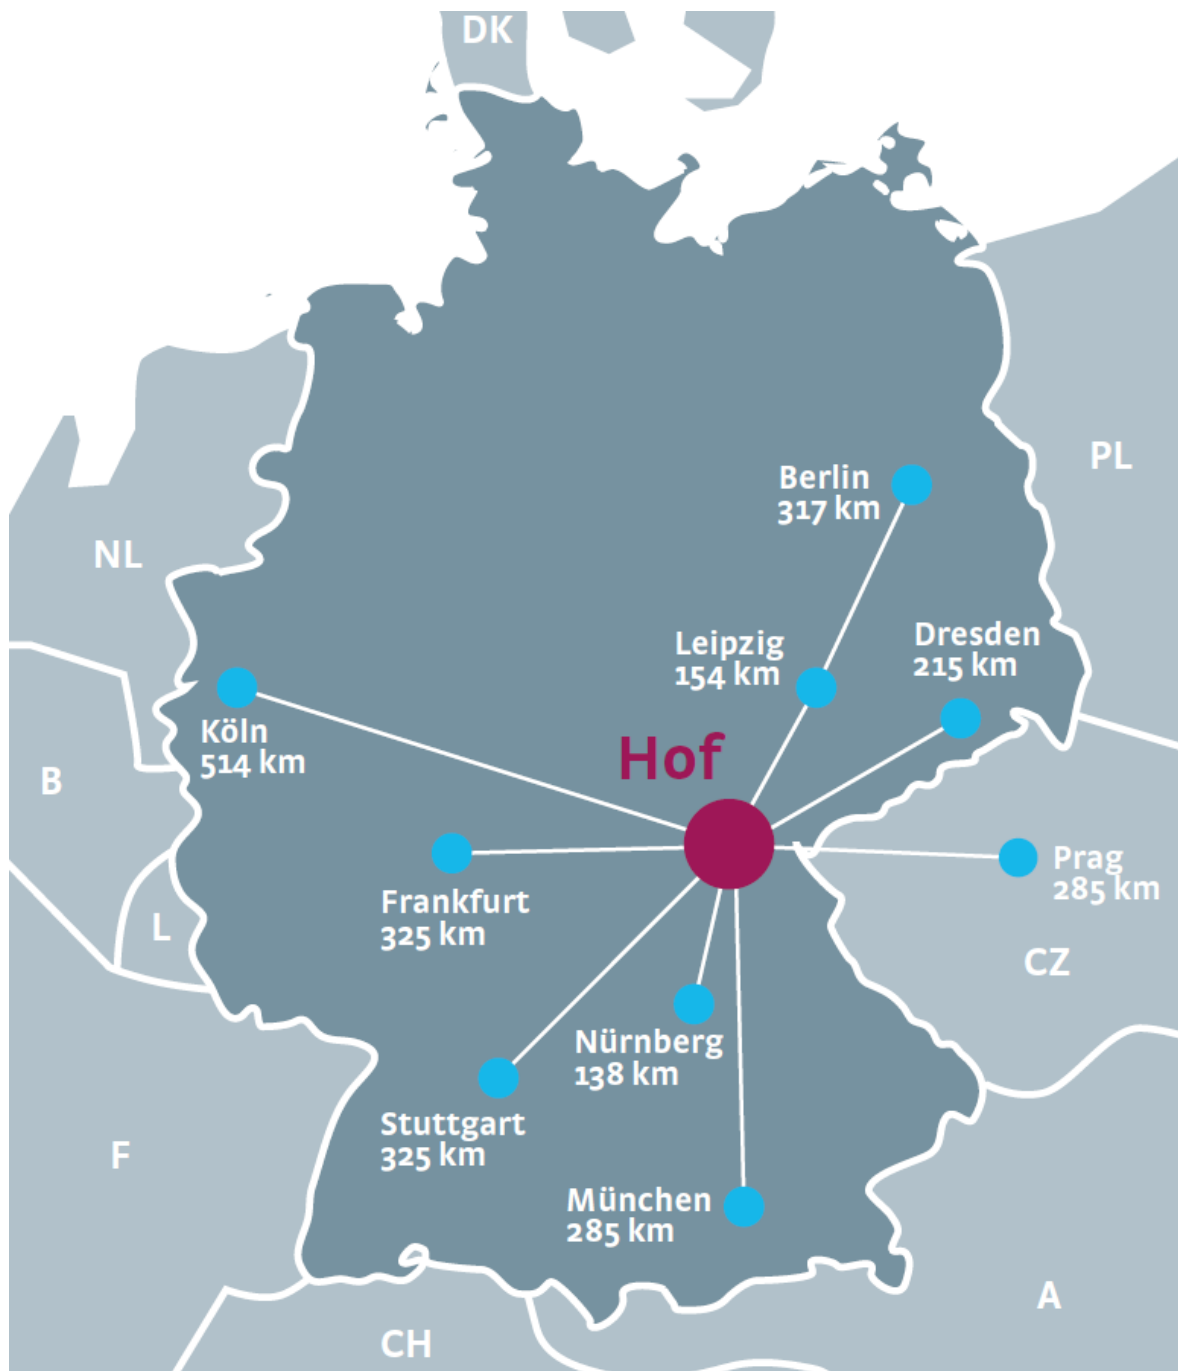 DK
PL
Berlin
317 km
NL
Leipzig
154 km
Dresden
215 km
Köln
514 km
Hof
B
Prag
285 km
Frankfurt
325 km
L
CZ
Nürnberg
138 km
Stuttgart
325 km
F
München
285 km
A
CH